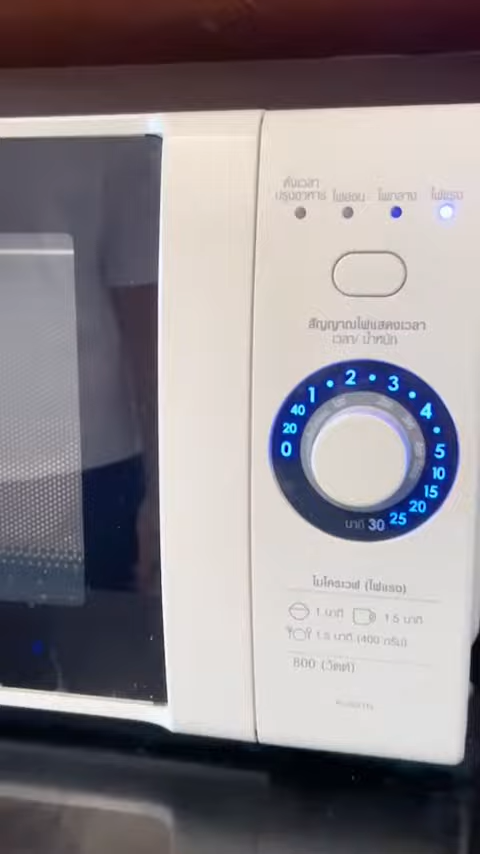 ตั้งเวลา
ปรุงอาหาร ไฟอ่อน ไฟกลาง ไฟแรง
สัญญาณไฟแสดงเวลา
เวลา/ น้ำหนัก
0 20 40 1 2 3 4 5 10 15 20 25 30 นาที
ไมโครเวฟ (ไฟแรง)
1 นาที 1.5 นาที
1.5 นาที (400 กรัม)
800 (วัตต์)